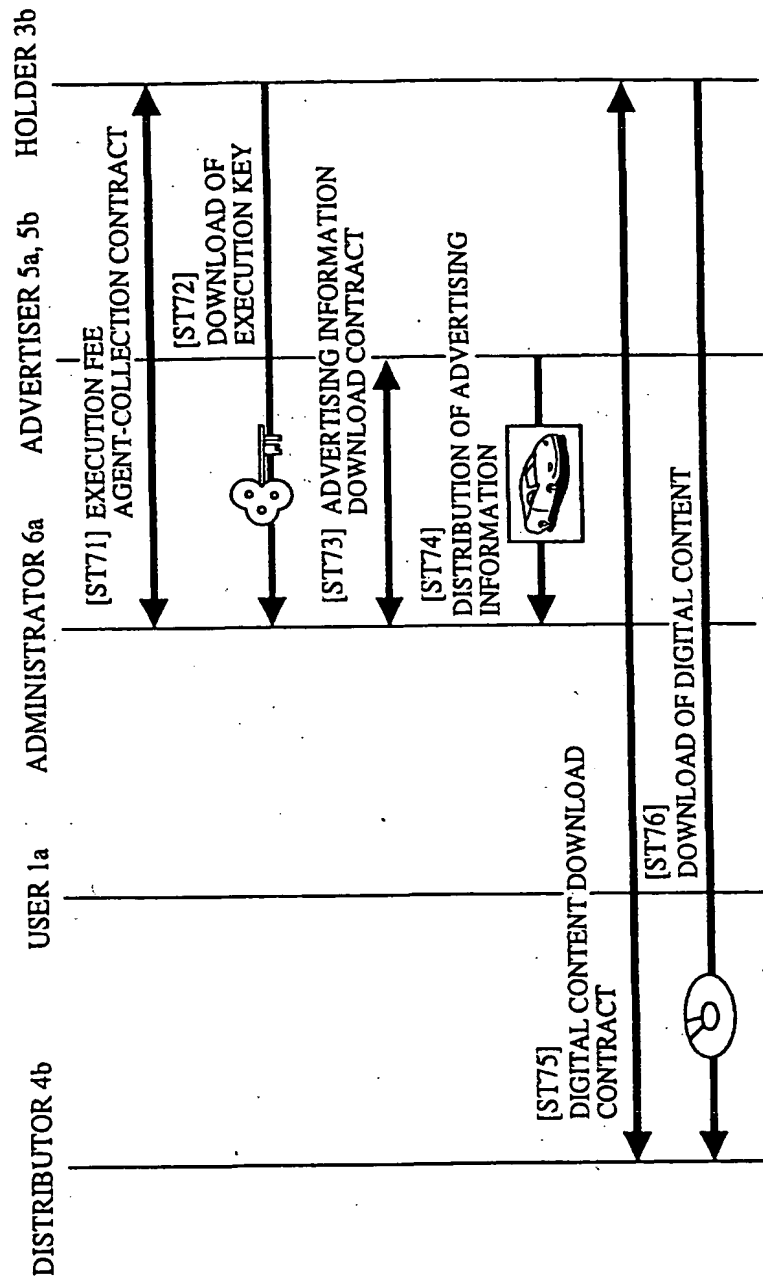 DISTRIBUTOR 4b
USER 1a
ADMINISTRATOR 6a
ADVERTISER 5a, 5b
HOLDER 3b
[ST71] EXECUTION FEE
AGENT-COLLECTION CONTRACT
[ST72]
DOWNLOAD OF
EXECUTION KEY
[ST73] ADVERTISING INFORMATION
DOWNLOAD CONTRACT
[ST74]
DISTRIBUTION OF ADVERTISING
INFORMATION
[ST75]
DIGITAL CONTENT DOWNLOAD
CONTRACT
[ST76]
DOWNLOAD OF DIGITAL CONTENT